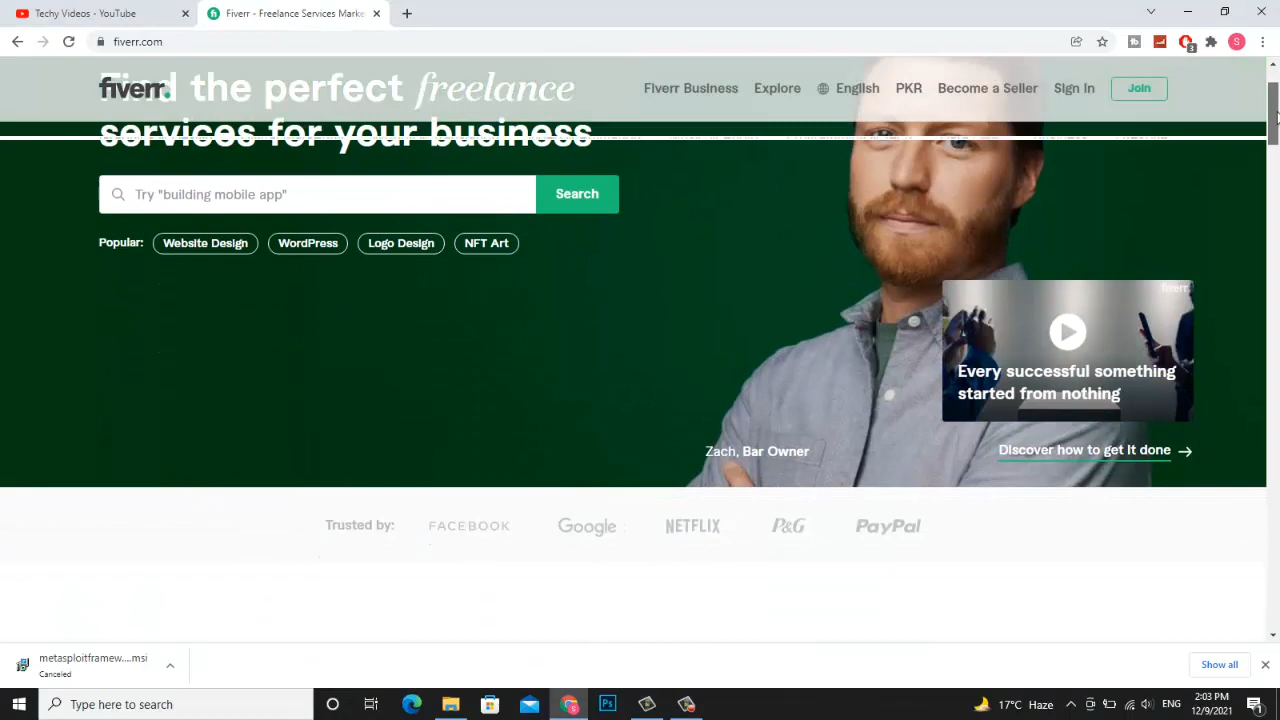 Techy Videos - YouTube
Fiverr - Freelance Services Marke
fiverr.com
3
S
Find the perfect freelance
services for your business
fiverr.
Fiverr Business
Explore
English
PKR
Become a Seller
Sign In
Join
Try "building mobile app"
Search
Popular:
Website Design
WordPress
Logo Design
NFT Art
fiverr.
Every successful something
started from nothing
Zach, Bar Owner
Discover how to get it done
Trusted by:
FACEBOOK
Google
NETFLIX
P&G
PayPal
metasploitframew....msi
Canceled
Show all
Type here to search
Ps
17°C Haze
ENG
2:03 PM
12/9/2021
1